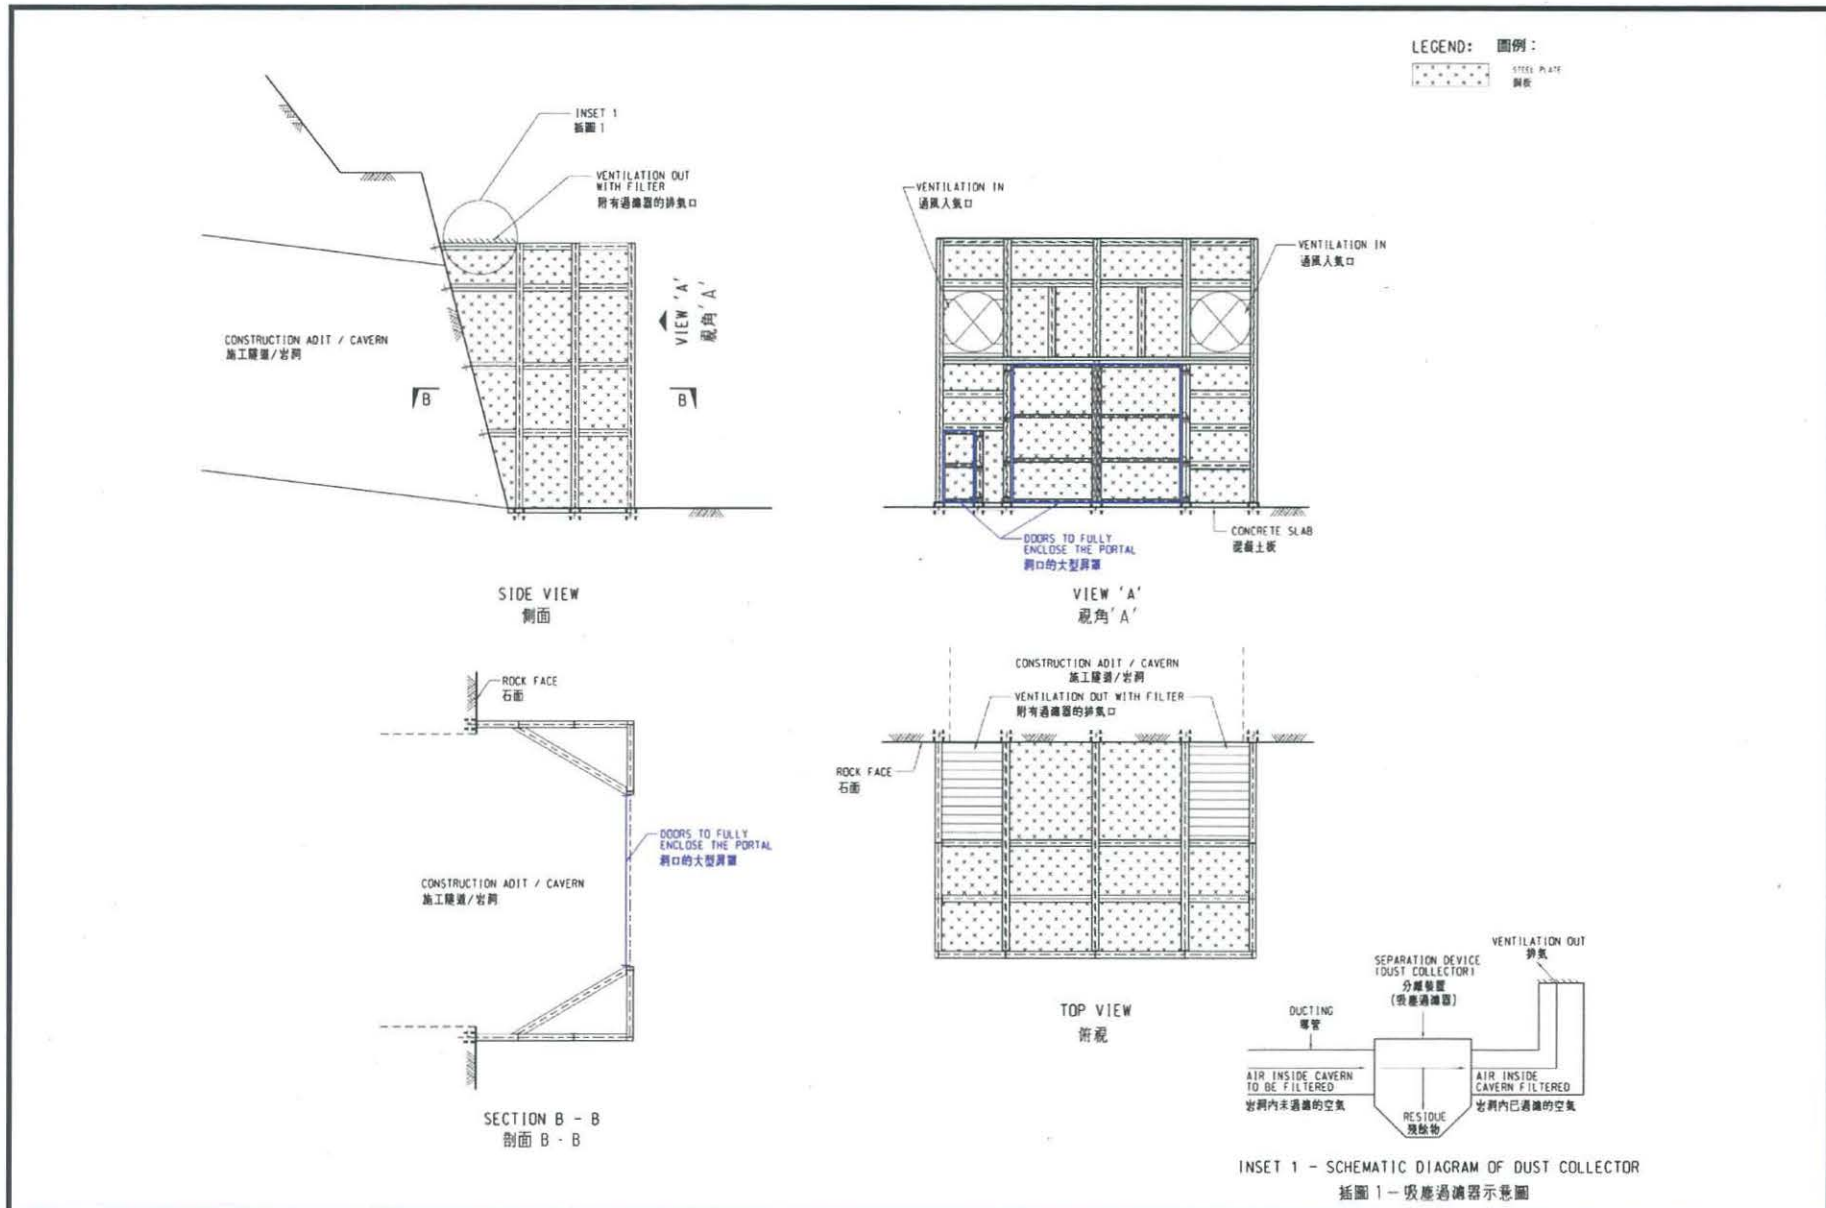 LEGEND: 圖例：
STEEL PLATE
鋼板
INSET 1
插圖 1
VENTILATION OUT
WITH FILTER
附有過濾器的排氣口
CONSTRUCTION ADIT / CAVERN
施工隧道/岩洞
VIEW 'A'
視角'A'
B
B
SIDE VIEW
側面
VENTILATION IN
通風入氣口
VENTILATION IN
通風入氣口
CONCRETE SLAB
混凝土板
DOORS TO FULLY
ENCLOSE THE PORTAL
洞口的大型屏罩
VIEW 'A'
視角'A'
ROCK FACE
石面
DOORS TO FULLY
ENCLOSE THE PORTAL
洞口的大型屏罩
CONSTRUCTION ADIT / CAVERN
施工隧道/岩洞
SECTION B - B
剖面 B - B
CONSTRUCTION ADIT / CAVERN
施工隧道/岩洞
VENTILATION OUT WITH FILTER
附有過濾器的排氣口
ROCK FACE
石面
TOP VIEW
俯視
VENTILATION OUT
排氣
SEPARATION DEVICE
(DUST COLLECTOR)
分離裝置
(吸塵過濾器)
DUCTING
導管
AIR INSIDE CAVERN
TO BE FILTERED
岩洞內未過濾的空氣
AIR INSIDE
CAVERN FILTERED
岩洞內已過濾的空氣
RESIDUE
殘餘物
INSET 1 - SCHEMATIC DIAGRAM OF DUST COLLECTOR
插圖 1 - 吸塵過濾器示意圖